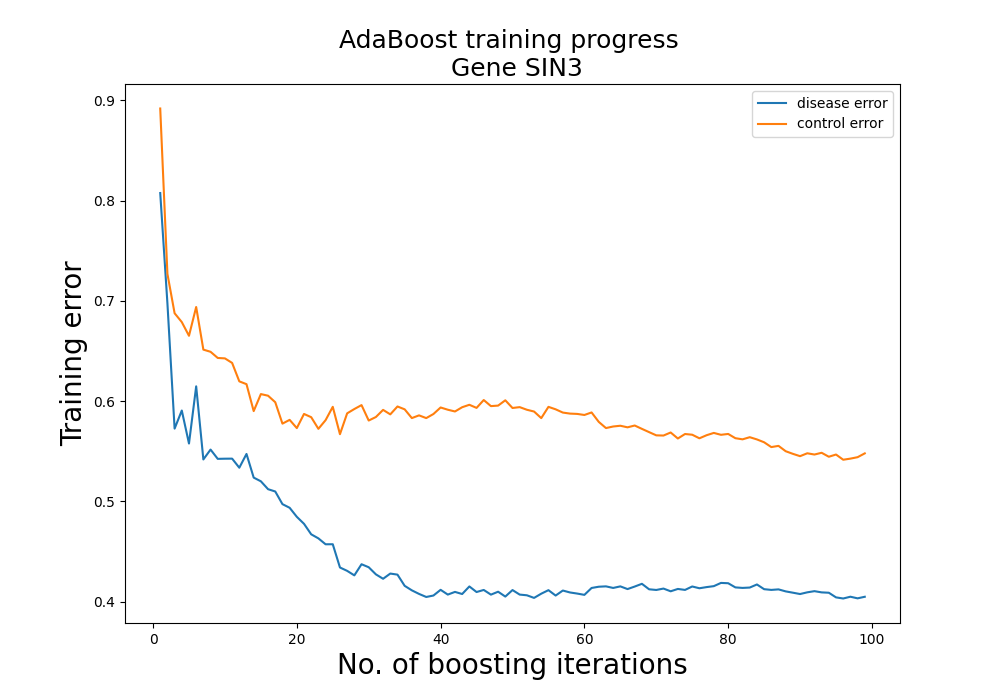 AdaBoost training progress
Gene SIN3
disease error
control error
Training error
0.9
0.8
0.7
0.6
0.5
0.4
0 20 40 60 80 100
No. of boosting iterations